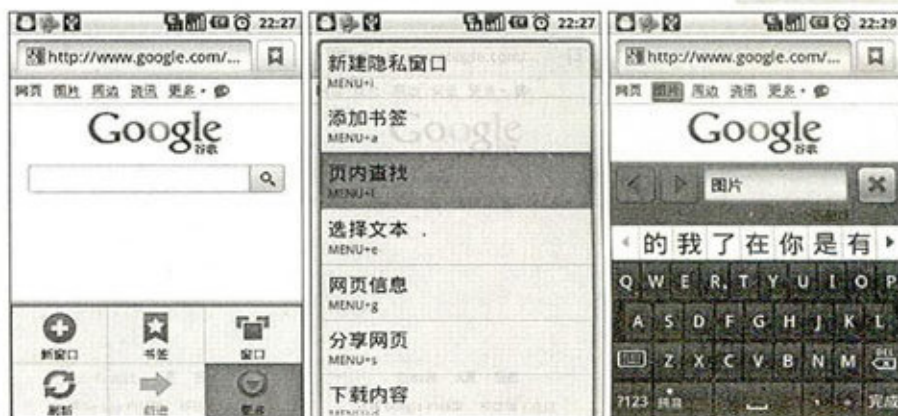 22:27
http://www.google.com/...
网页 图片 周边 资讯 更多
Google
谷歌
新窗口 书签 窗口
刷新 前进 更多
22:27
新建隐私窗口
MENU+i
添加书签
MENU+a
页内查找
MENU+f
选择文本
MENU+e
网页信息
MENU+g
分享网页
MENU+s
下载内容
MENU+d
22:29
http://www.google.com/...
网页 图片 周边 资讯 更多
Google
谷歌
图片
的 我 了 在 你 是 有
Q W E R T Y U I O P
A S D F G H J K L
Z X C V B N M DEL
?123 拼音 完成